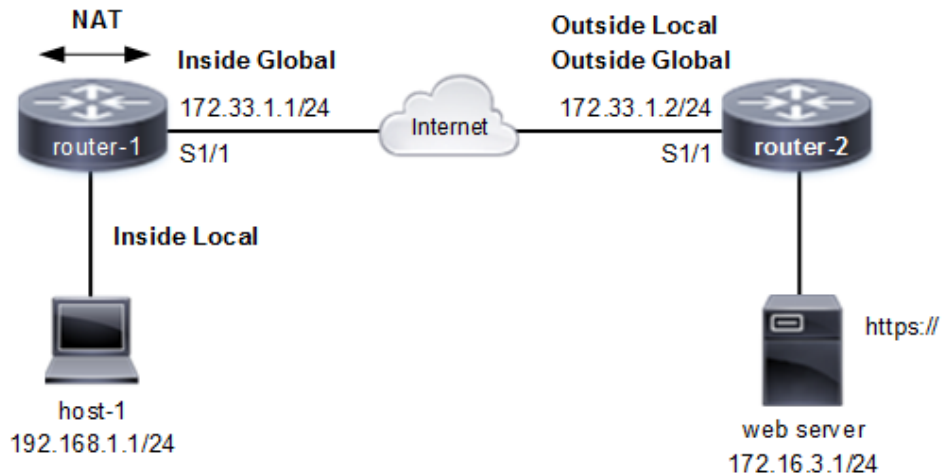 NAT
Inside Global
172.33.1.1/24
S1/1
router-1
Internet
Outside Local
Outside Global
172.33.1.2/24
S1/1
router-2
Inside Local
host-1
192.168.1.1/24
https://
web server
172.16.3.1/24